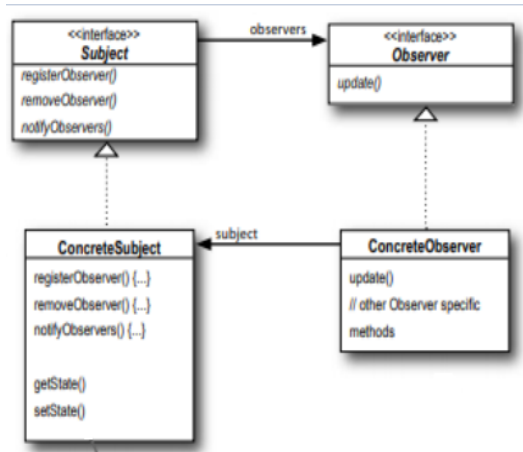 <<interface>>
Subject
registerObserver()
removeObserver()
notifyObservers()
observers
<<interface>>
Observer
update()
ConcreteSubject
registerObserver() {...}
removeObserver() {...}
notifyObservers() {...}
getState()
setState()
subject
ConcreteObserver
update()
// other Observer specific
methods